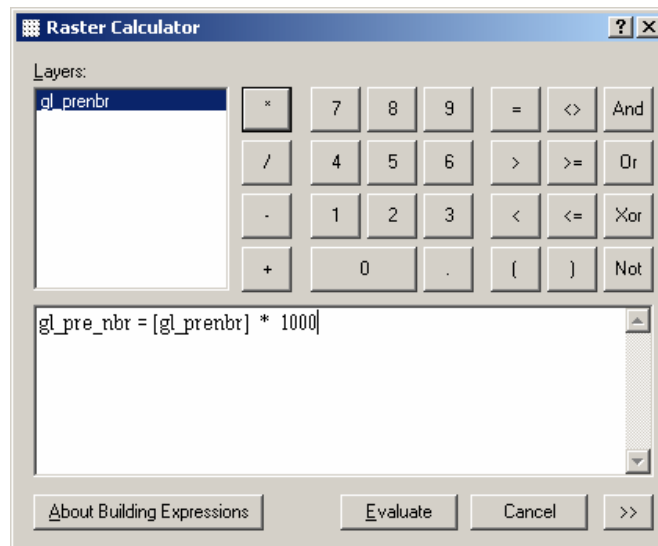 Raster Calculator ? X
Layers:
gl_prenbr
* 7 8 9 = <> And
/ 4 5 6 > >= Or
- 1 2 3 < <= Xor
+ 0 . ( ) Not
gl_pre_nbr = [gl_prenbr] * 1000
About Building Expressions Evaluate Cancel >>